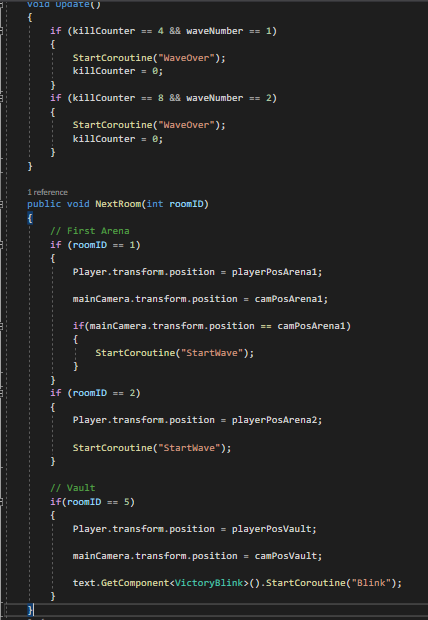 void Update()
{
if (killCounter == 4 && waveNumber == 1)
{
StartCoroutine("WaveOver");
killCounter = 0;
}
if (killCounter == 8 && waveNumber == 2)
{
StartCoroutine("WaveOver");
killCounter = 0;
}
}
1 reference
public void NextRoom(int roomID)
{
// First Arena
if (roomID == 1)
{
Player.transform.position = playerPosArena1;
mainCamera.transform.position = camPosArena1;
if(mainCamera.transform.position == camPosArena1)
{
StartCoroutine("StartWave");
}
}
if (roomID == 2)
{
Player.transform.position = playerPosArena2;
StartCoroutine("StartWave");
}
// Vault
if(roomID == 5)
{
Player.transform.position = playerPosVault;
mainCamera.transform.position = camPosVault;
text.GetComponent<VictoryBlink>().StartCoroutine("Blink");
}
}